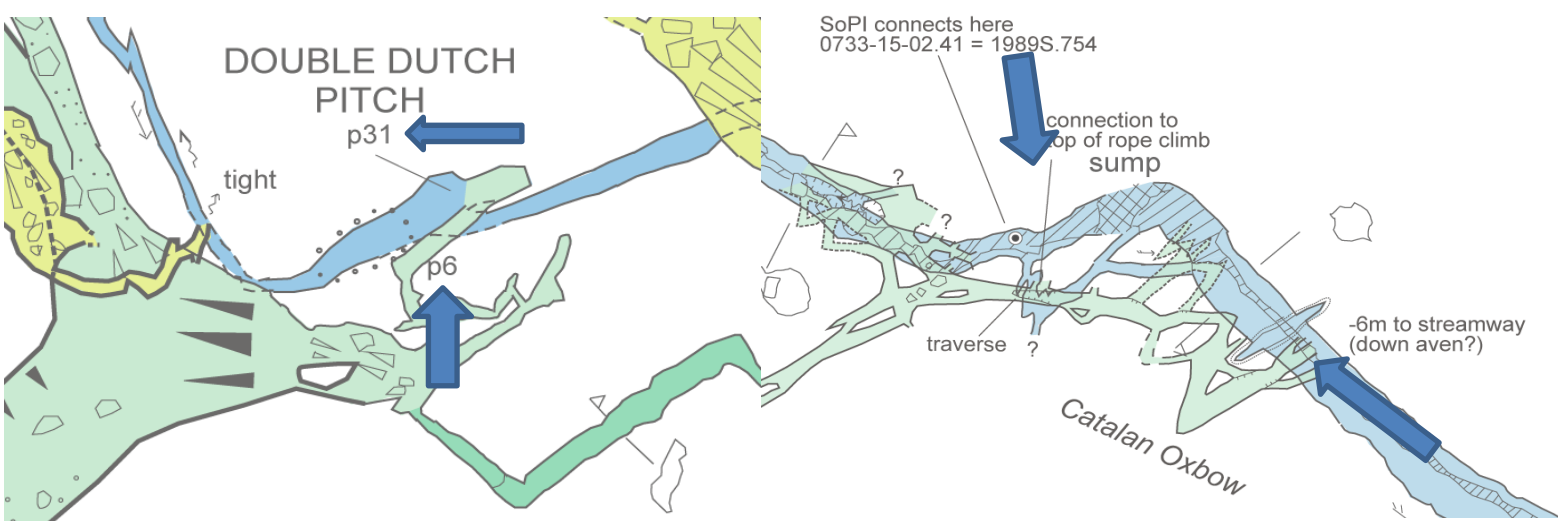 DOUBLE DUTCH
PITCH
p31
tight
p6
SoPI connects here
0733-15-02.41 = 1989S.754
connection to
top of rope climb
sump
?
?
-6m to streamway
(down aven?)
traverse
?
Catalan Oxbow